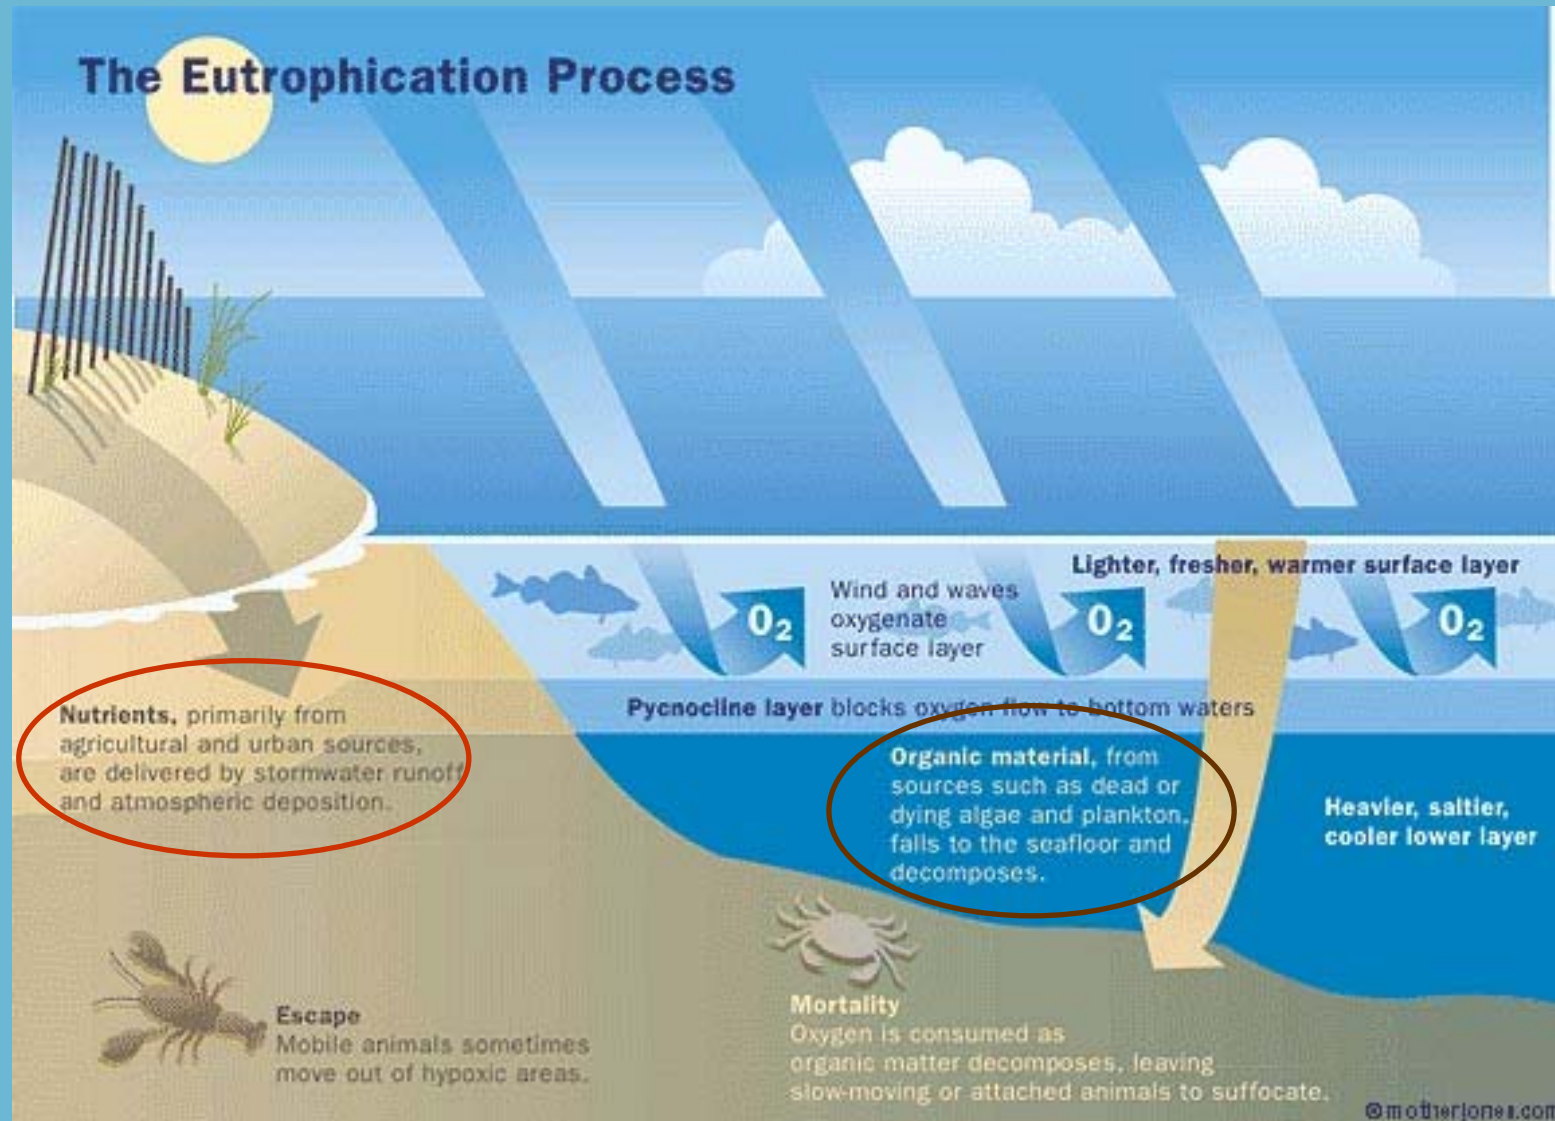 The Eutrophication Process
Lighter, fresher, warmer surface layer
Wind and waves
oxygenate
surface layer
O2
O2
O2
Pycnocline layer blocks oxygen flow to bottom waters
Nutrients, primarily from
agricultural and urban sources,
are delivered by stormwater runoff
and atmospheric deposition.
Organic material, from
sources such as dead or
dying algae and plankton,
falls to the seafloor and
decomposes.
Heavier, saltier,
cooler lower layer
Escape
Mobile animals sometimes
move out of hypoxic areas.
Mortality
Oxygen is consumed as
organic matter decomposes, leaving
slow-moving or attached animals to suffocate.
©motherjones.com